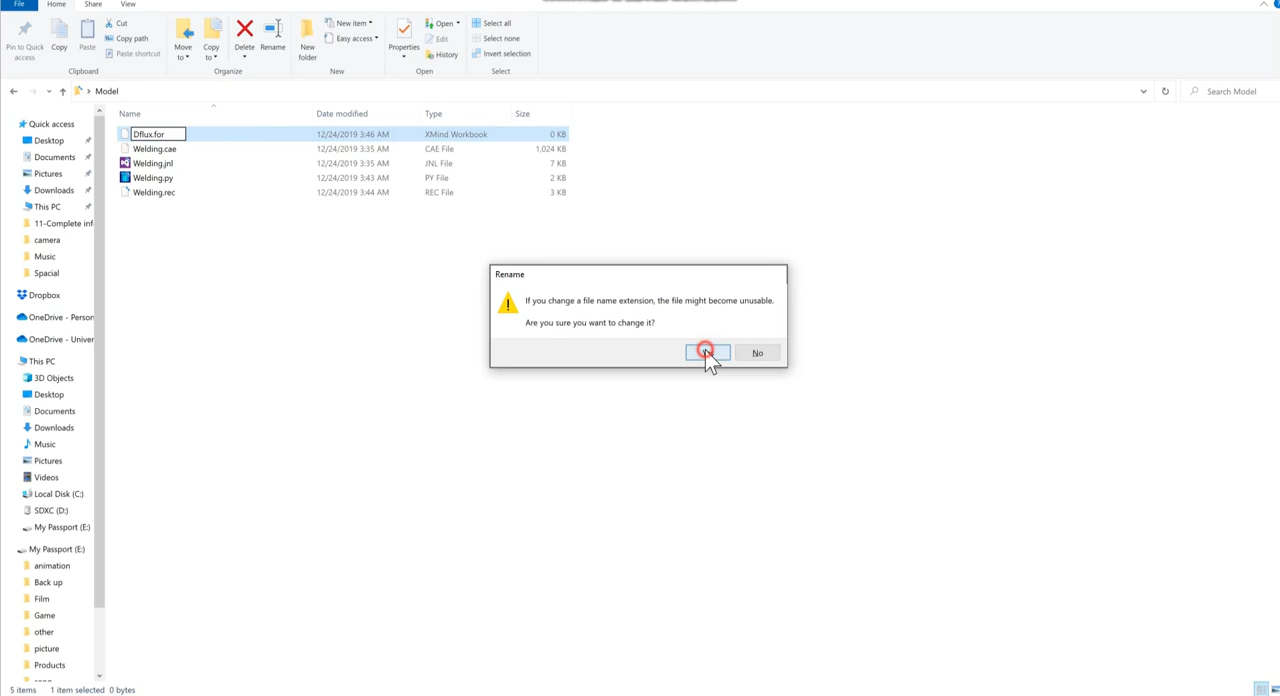 File Home Share View
Pin to Quick access
Copy
Paste
Cut
Copy path
Paste shortcut
Clipboard
Move to
Copy to
Delete
Rename
Organize
New folder
New item
Easy access
New
Properties
Open
Edit
History
Open
Select all
Select none
Invert selection
Select
Model
Search Model
Name Date modified Type Size
Dflux.for 12/24/2019 3:46 AM XMind Workbook 0 KB
Welding.cae 12/24/2019 3:35 AM CAE File 1,024 KB
Welding.jnl 12/24/2019 3:35 AM JNL File 7 KB
Welding.py 12/24/2019 3:43 AM PY File 2 KB
Welding.rec 12/24/2019 3:44 AM REC File 3 KB
Quick access
Desktop
Documents
Pictures
Downloads
This PC
11-Complete inf
camera
Music
Spacial
Dropbox
OneDrive - Person
OneDrive - Univer
This PC
3D Objects
Desktop
Documents
Downloads
Music
Pictures
Videos
Local Disk (C:)
SDXC (D:)
My Passport (E:)
My Passport (E:)
animation
Back up
Film
Game
other
picture
Products
Rename
If you change a file name extension, the file might become unusable.
Are you sure you want to change it?
No
5 items 1 item selected 0 bytes